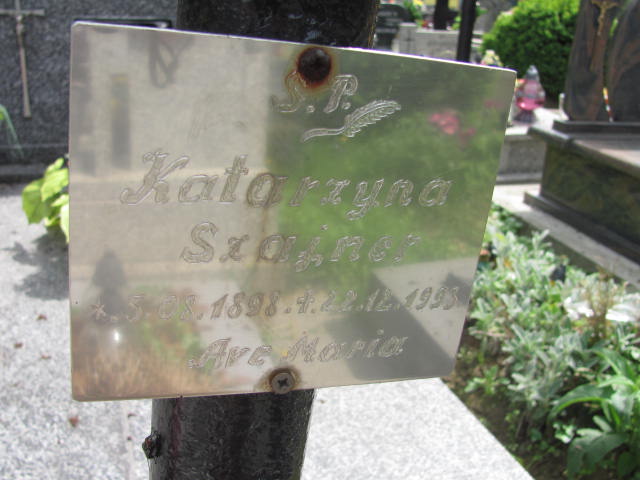 Ś.P.
Katarzyna
Szajner
*.5.08.1898.+.22.12.1993.
Ave Maria